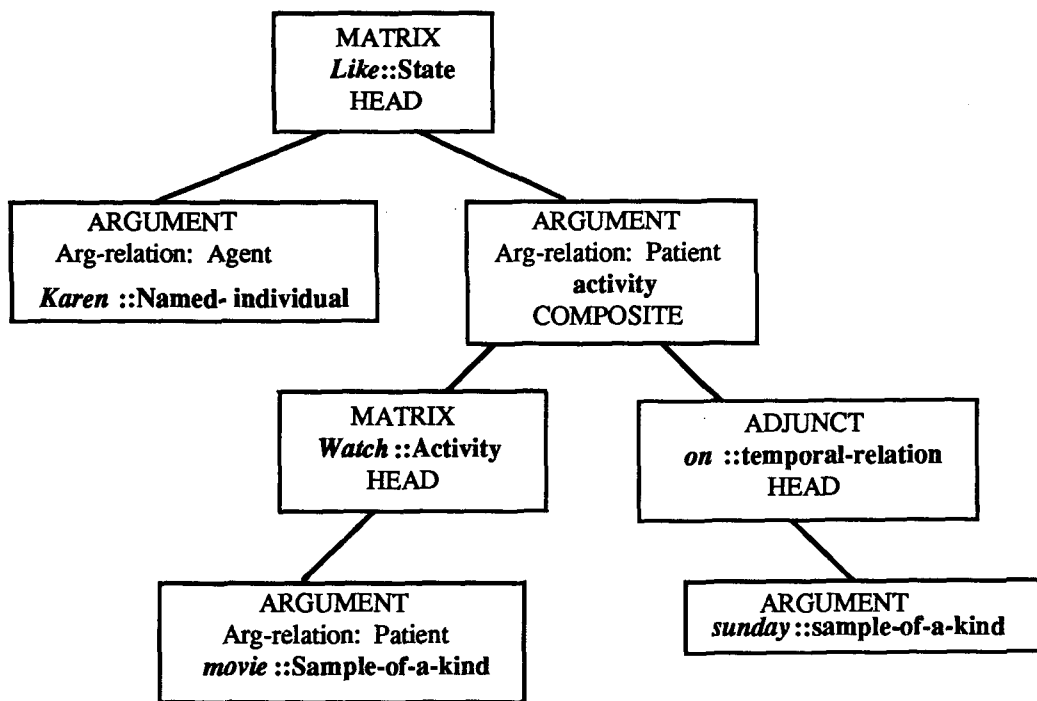 MATRIX
Like::State
HEAD
ARGUMENT
Arg-relation: Agent
Karen ::Named- individual
ARGUMENT
Arg-relation: Patient
activity
COMPOSITE
MATRIX
Watch ::Activity
HEAD
ADJUNCT
on ::temporal-relation
HEAD
ARGUMENT
Arg-relation: Patient
movie ::Sample-of-a-kind
ARGUMENT
sunday ::sample-of-a-kind